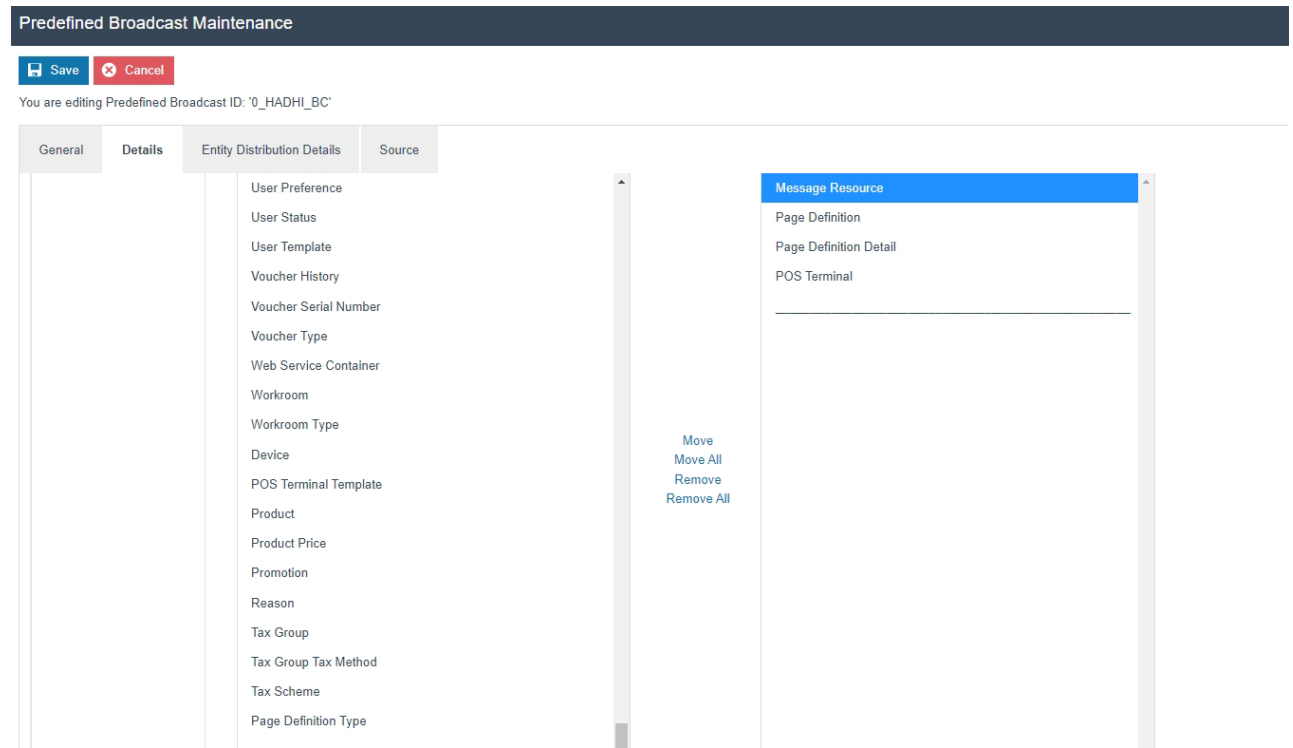 Predefined Broadcast Maintenance
Save Cancel
You are editing Predefined Broadcast ID: '0_HADHI_BC'
General Details Entity Distribution Details Source
User Preference
User Status
User Template
Voucher History
Voucher Serial Number
Voucher Type
Web Service Container
Workroom
Workroom Type
Device
POS Terminal Template
Product
Product Price
Promotion
Reason
Tax Group
Tax Group Tax Method
Tax Scheme
Page Definition Type
Move
Move All
Remove
Remove All
Message Resource
Page Definition
Page Definition Detail
POS Terminal